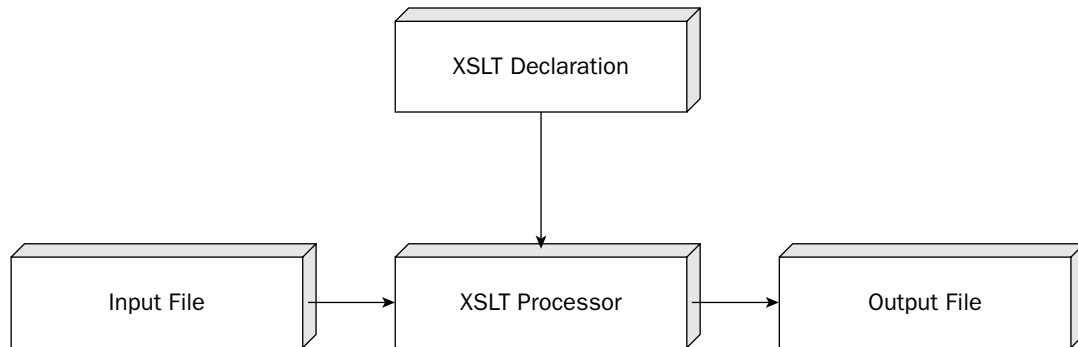 XSLT Declaration
Input File
XSLT Processor
Output File